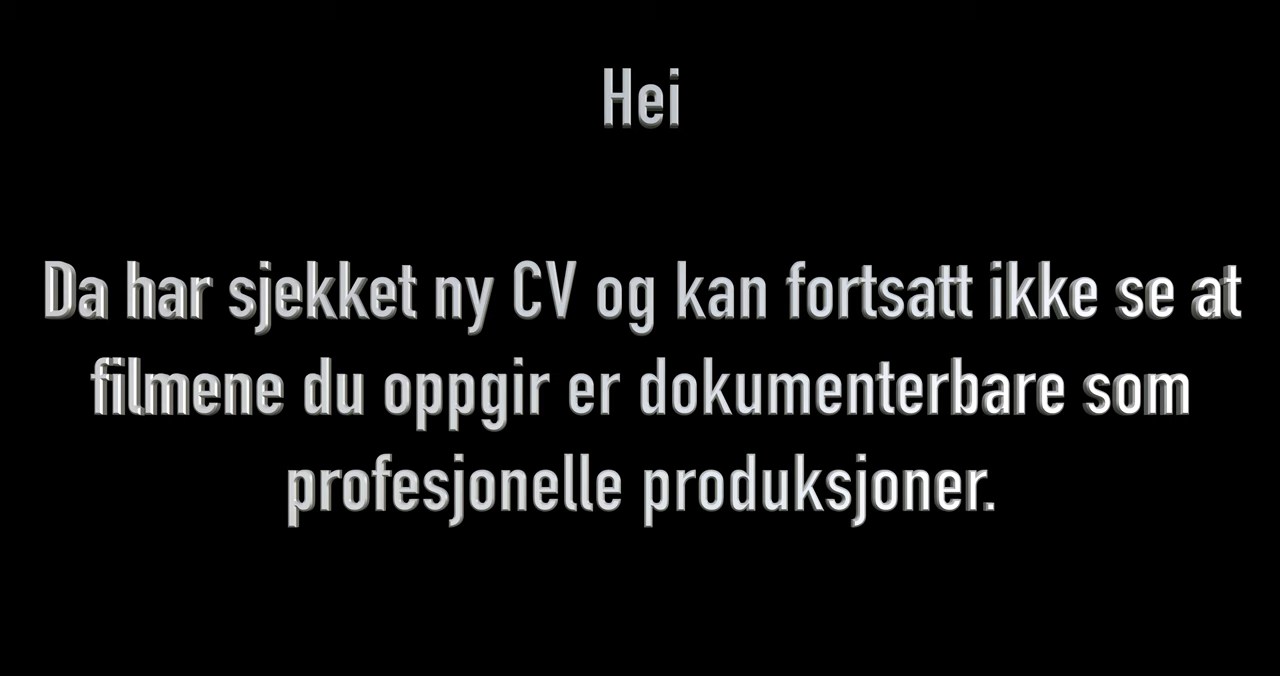 Hei
Da har sjekket ny CV og kan fortsatt ikke se at
filmene du oppgir er dokumenterbare som
profesjonelle produksjoner.